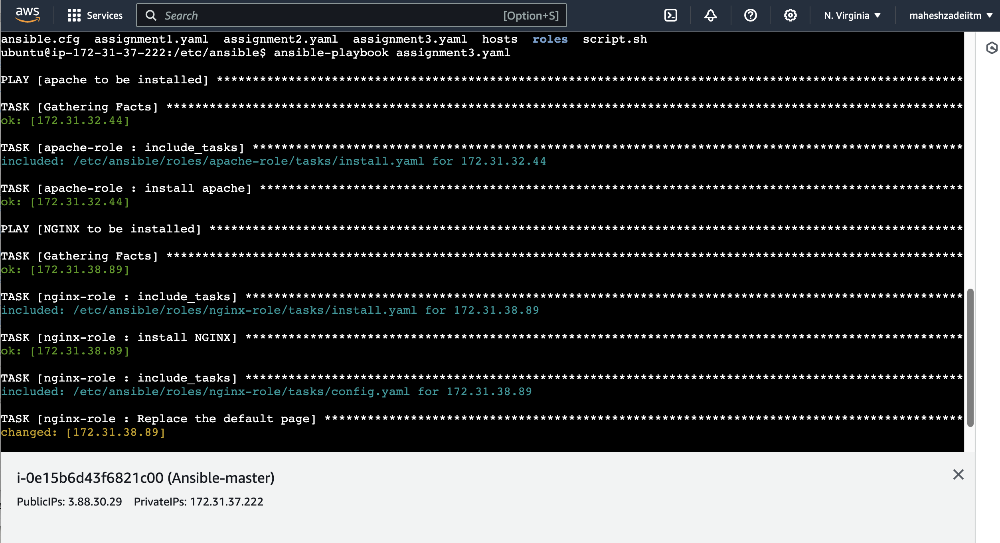 aws Services Search [Option+S] N. Virginia maheshzadeiitm
ansible.cfg assignment1.yaml assignment2.yaml assignment3.yaml hosts roles script.sh
ubuntu@ip-172-31-37-222:/etc/ansible$ ansible-playbook assignment3.yaml
PLAY [apache to be installed] ********************************************************************************************************
TASK [Gathering Facts] ***************************************************************************************************************
ok: [172.31.32.44]
TASK [apache-role : include_tasks] ***************************************************************************************************
included: /etc/ansible/roles/apache-role/tasks/install.yaml for 172.31.32.44
TASK [apache-role : install apache] **************************************************************************************************
ok: [172.31.32.44]
PLAY [NGINX to be installed] *********************************************************************************************************
TASK [Gathering Facts] ***************************************************************************************************************
ok: [172.31.38.89]
TASK [nginx-role : include_tasks] ****************************************************************************************************
included: /etc/ansible/roles/nginx-role/tasks/install.yaml for 172.31.38.89
TASK [nginx-role : install NGINX] ****************************************************************************************************
ok: [172.31.38.89]
TASK [nginx-role : include_tasks] ****************************************************************************************************
included: /etc/ansible/roles/nginx-role/tasks/config.yaml for 172.31.38.89
TASK [nginx-role : Replace the default page] *****************************************************************************************
changed: [172.31.38.89]
i-0e15b6d43f6821c00 (Ansible-master)
PublicIPs: 3.88.30.29 PrivateIPs: 172.31.37.222